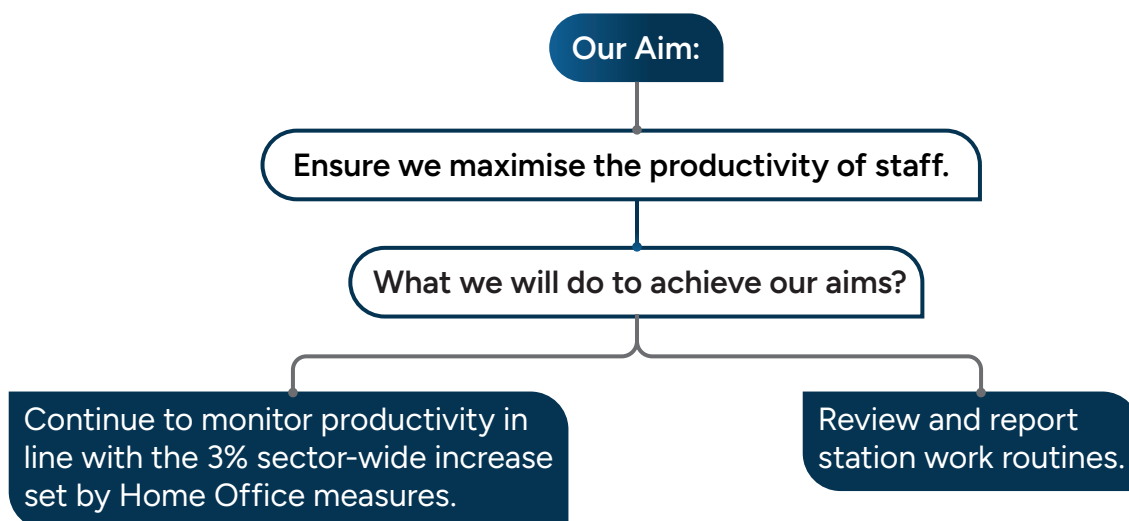 Our Aim:
Ensure we maximise the productivity of staff.
What we will do to achieve our aims?
Continue to monitor productivity in
line with the 3% sector-wide increase
set by Home Office measures.
Review and report
station work routines.